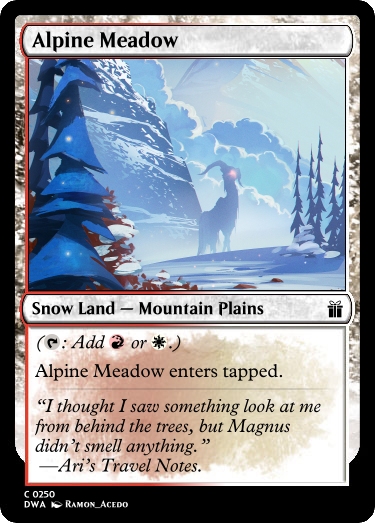 Alpine Meadow
Snow Land — Mountain Plains
(: Add or .)
Alpine Meadow enters tapped.
“I thought I saw something look at me
from behind the trees, but Magnus
didn’t smell anything.”
—Ari’s Travel Notes.
C 0250
DWA Ramon_Acedo